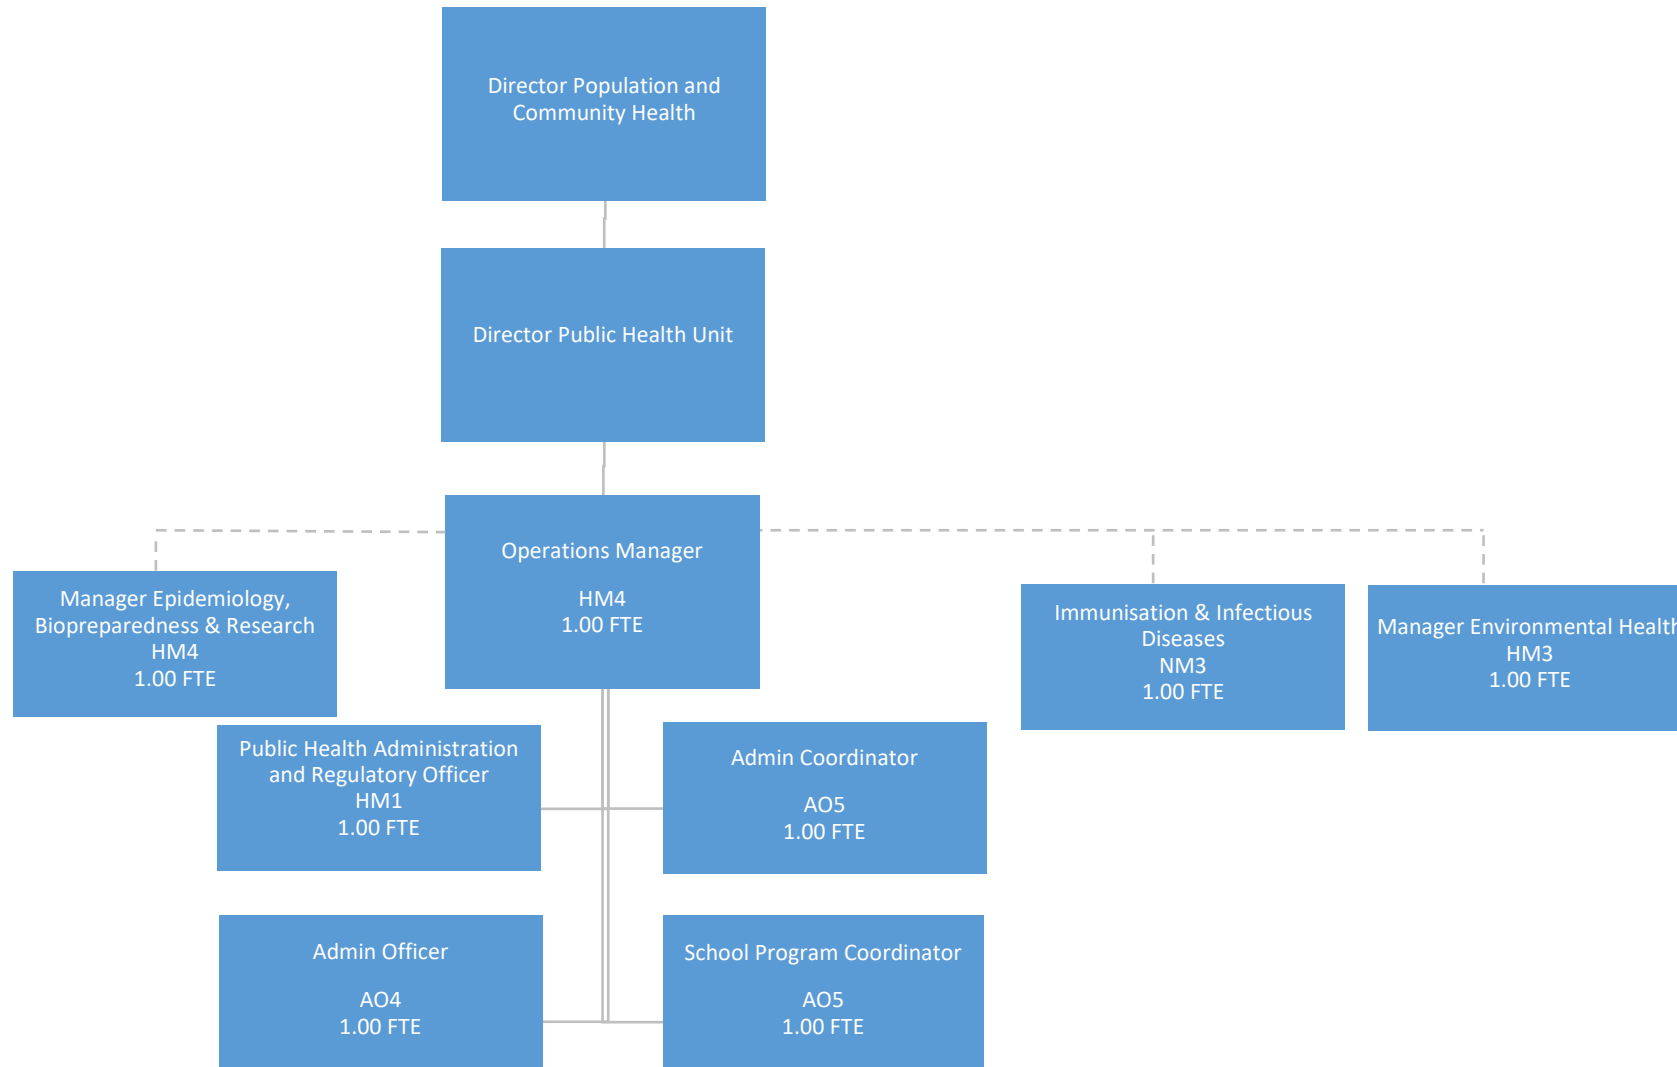 Director Population and
Community Health
Director Public Health Unit
Operations Manager
HM4
1.00 FTE
Manager Epidemiology,
Biopreparedness & Research
HM4
1.00 FTE
Immunisation & Infectious
Diseases
NM3
1.00 FTE
Manager Environmental Health
HM3
1.00 FTE
Public Health Administration
and Regulatory Officer
HM1
1.00 FTE
Admin Coordinator
AO5
1.00 FTE
Admin Officer
AO4
1.00 FTE
School Program Coordinator
AO5
1.00 FTE